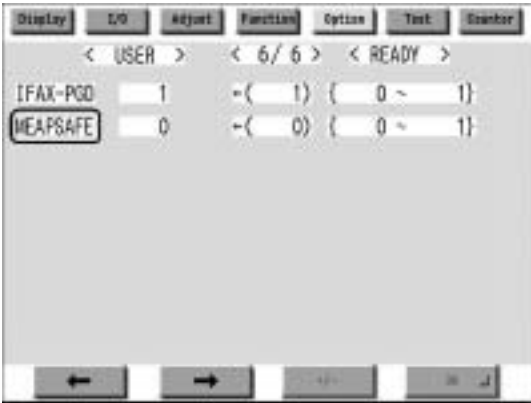 Display I/O Adjust Function Option Test Counter
< USER > < 6/ 6 > < READY >
IFAX-PGD 1 ←( 1) { 0 ~ 1}
MEAPSAFE 0 ←( 0) { 0 ~ 1}
← → +/-